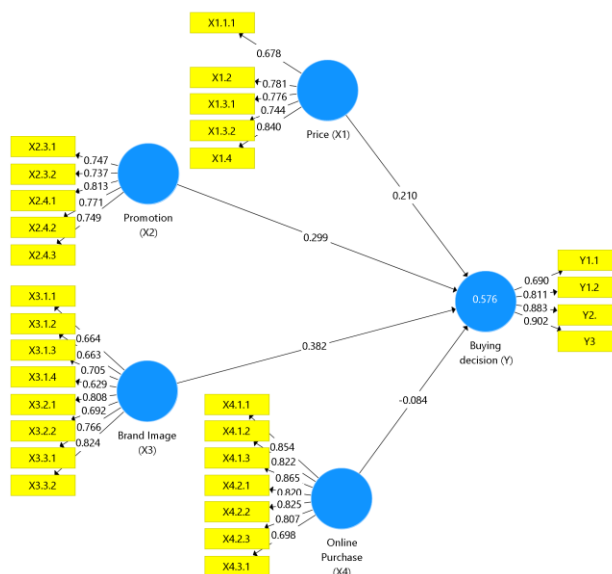 X1.1.1
0.678
X1.2
0.781
X1.3.1
0.776
X1.3.2
0.744
X1.4
0.840
Price (X1)
X2.3.1
0.747
X2.3.2
0.737
X2.4.1
0.813
X2.4.2
0.771
X2.4.3
0.749
Promotion
(X2)
0.210
0.299
X3.1.1
0.664
X3.1.2
0.663
X3.1.3
0.705
X3.1.4
0.629
X3.2.1
0.808
X3.2.2
0.692
X3.3.1
0.766
X3.3.2
0.824
Brand Image
(X3)
0.382
0.576
Buying
decision (Y)
0.690
Y1.1
0.811
Y1.2
0.883
Y2.
0.902
Y3
-0.084
X4.1.1
0.854
X4.1.2
0.822
X4.1.3
0.865
X4.2.1
0.820
X4.2.2
0.825
X4.2.3
0.807
X4.3.1
0.698
Online
Purchase
(X4)